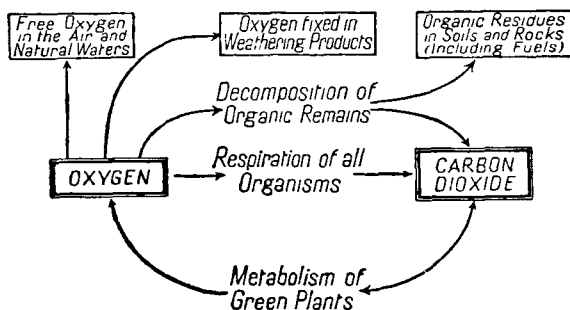 Free Oxygen
in the Air and
Natural Waters
Oxygen fixed in
Weathering Products
Organic Residues
in Soils and Rocks
(Including Fuels)
Decomposition of
Organic Remains
OXYGEN
Respiration of all
Organisms
CARBON
DIOXIDE
Metabolism of
Green Plants